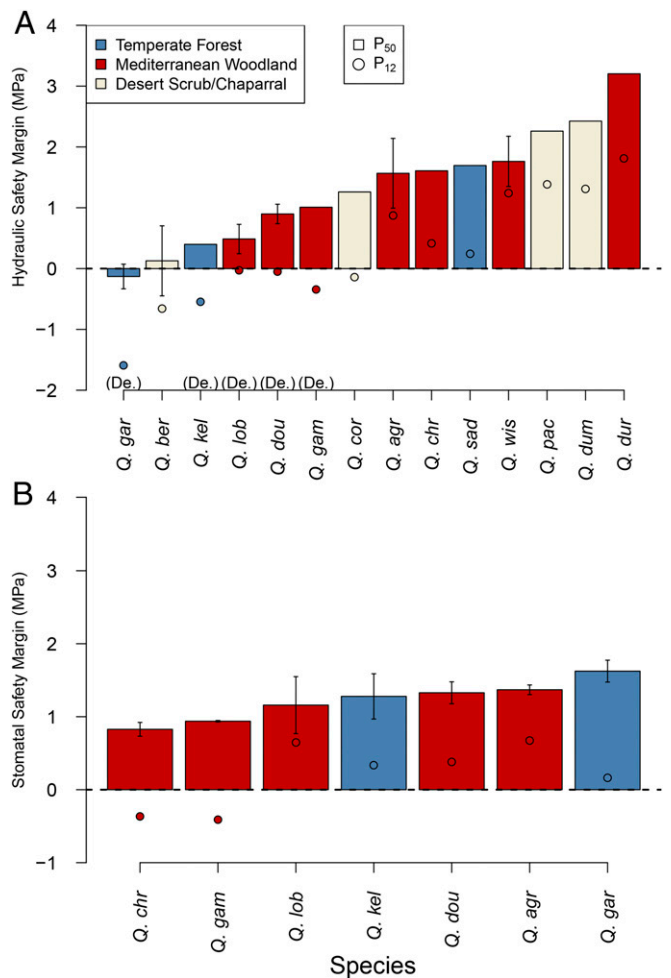 A
Temperate Forest
Mediterranean Woodland
Desert Scrub/Chaparral
P50
P12
Hydraulic Safety Margin (MPa)
4
3
2
1
0
−1
−2
(De.) (De.) (De.) (De.) (De.)
Q. gar Q. ber Q. kel Q. lob Q. dou Q. gam Q. cor Q. agr Q. chr Q. sad Q. wis Q. pac Q. dum Q. dur
B
Stomatal Safety Margin (MPa)
4
3
2
1
0
−1
Q. chr Q. gam Q. lob Q. kel Q. dou Q. agr Q. gar
Species